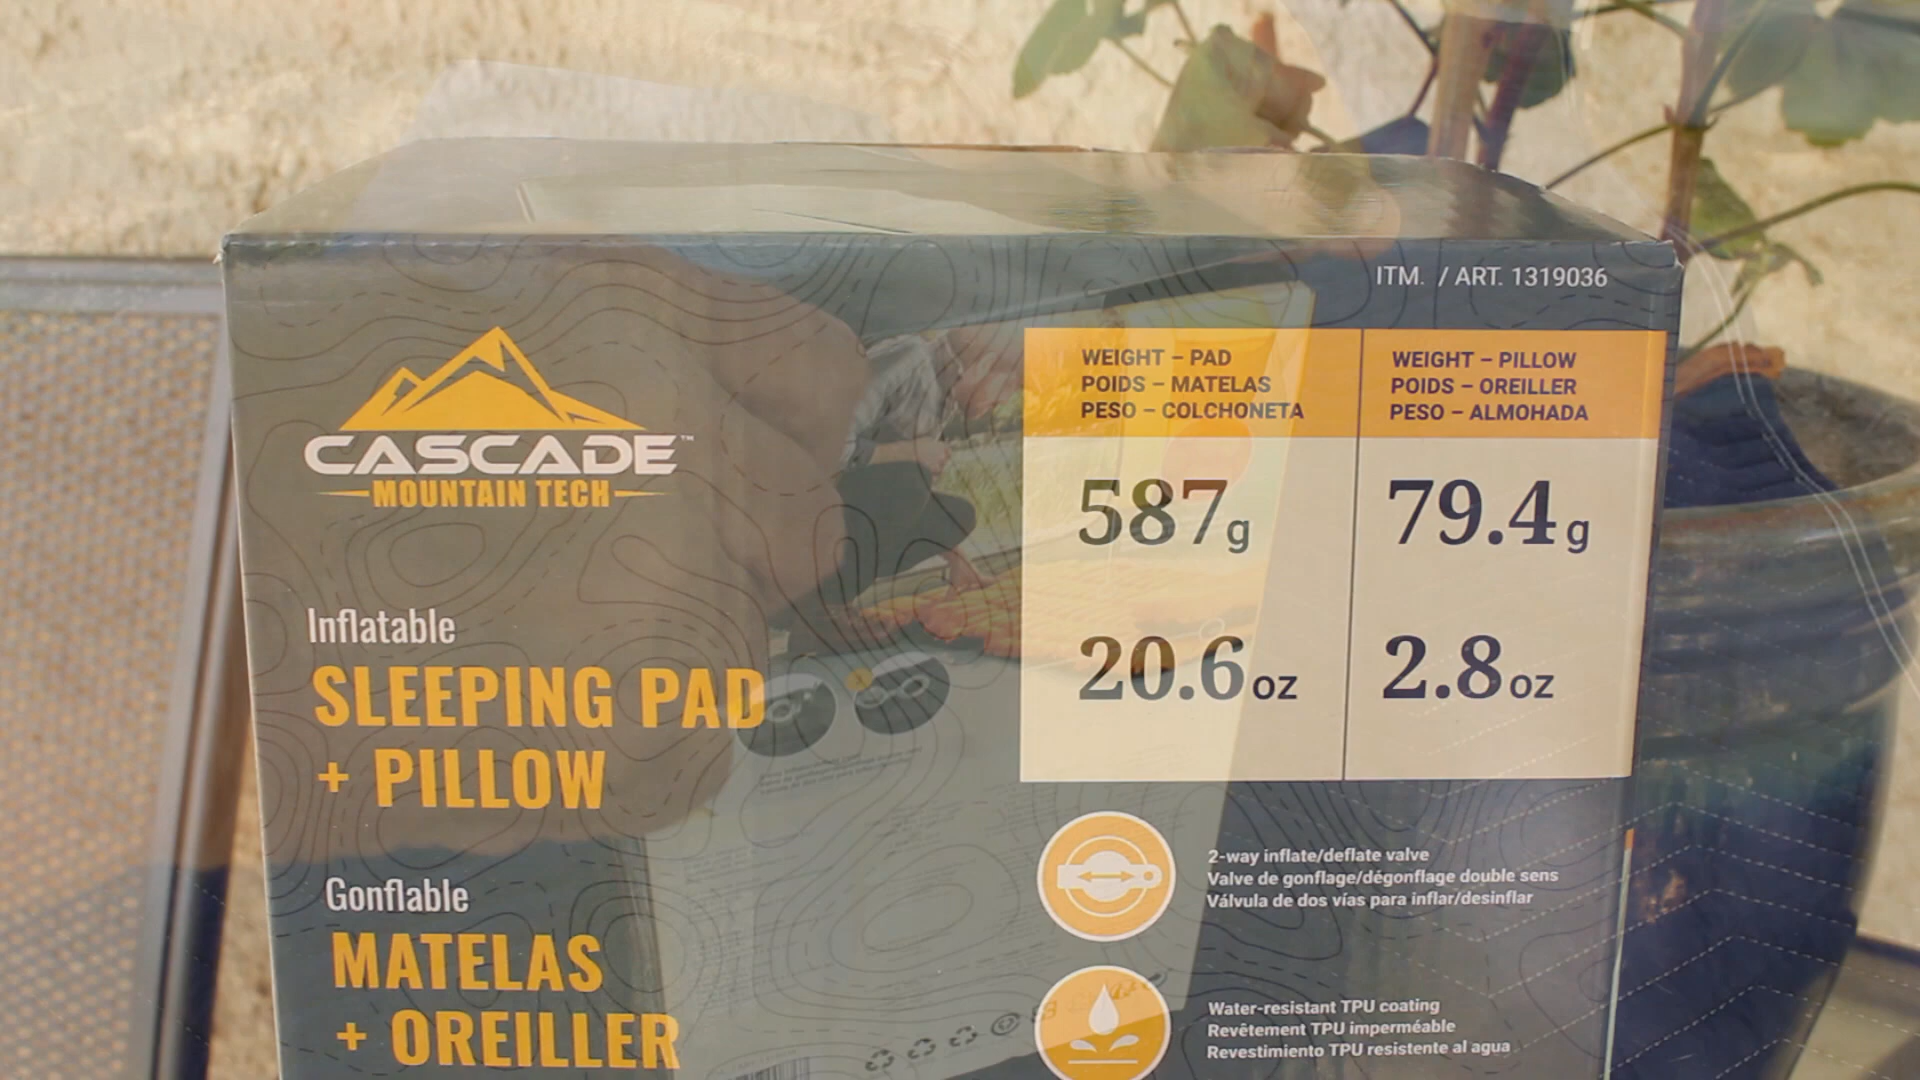 ITM. / ART. 1319036
CASCADE™
MOUNTAIN TECH
Inflatable
SLEEPING PAD
+ PILLOW
Gonflable
MATELAS
+ OREILLER
WEIGHT – PAD
POIDS – MATELAS
PESO – COLCHONETA
587g
20.6oz
WEIGHT – PILLOW
POIDS – OREILLER
PESO – ALMOHADA
79.4g
2.8oz
2-way inflate/deflate valve
Valve de gonflage/dégonflage double sens
Válvula de dos vías para inflar/desinflar
Water-resistant TPU coating
Revêtement TPU imperméable
Revestimiento TPU resistente al agua